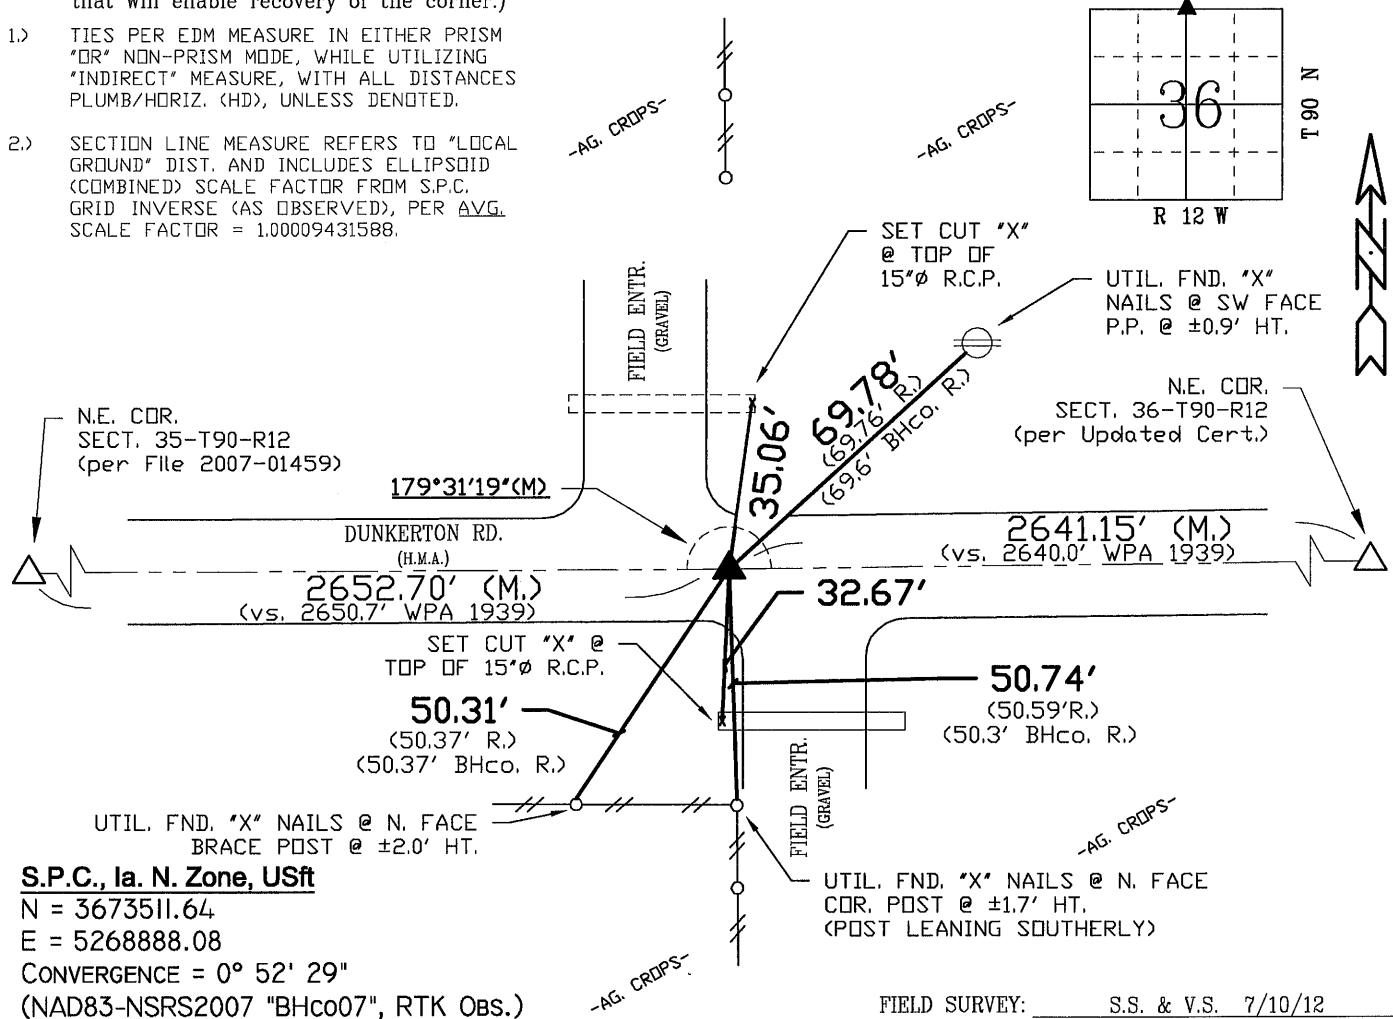 that will enable recovery of the corner.)
1.) TIES PER EDM MEASURE IN EITHER PRISM
"OR" NON-PRISM MODE, WHILE UTILIZING
"INDIRECT" MEASURE, WITH ALL DISTANCES
PLUMB/HORIZ. (HD), UNLESS DENOTED.
2.) SECTION LINE MEASURE REFERS TO "LOCAL
GROUND" DIST. AND INCLUDES ELLIPSOID
(COMBINED) SCALE FACTOR FROM S.P.C.
GRID INVERSE (AS OBSERVED), PER AVG.
SCALE FACTOR = 1.00009431588.
-AG. CROPS-
-AG. CROPS-
36
T 90 N
R 12 W
N
SET CUT "X"
@ TOP OF
15"Ø R.C.P.
UTIL. FND. "X"
NAILS @ SW FACE
P.P. @ ±0.9' HT.
FIELD ENTR.
(GRAVEL)
N.E. COR.
SECT. 35-T90-R12
(per File 2007-01459)
N.E. COR.
SECT. 36-T90-R12
(per Updated Cert.)
35.06'
69.78'
(69.76' R.)
(69.6' BHco. R.)
179°31'19"(M)
DUNKERTON RD.
(H.M.A.)
2652.70' (M.)
(vs. 2650.7' WPA 1939)
2641.15' (M.)
(vs. 2640.0' WPA 1939)
32.67'
SET CUT "X" @
TOP OF 15"Ø R.C.P.
50.31'
(50.37' R.)
(50.37' BHco. R.)
50.74'
(50.59'R.)
(50.3' BHco. R.)
FIELD ENTR.
(GRAVEL)
UTIL. FND. "X" NAILS @ N. FACE
BRACE POST @ ±2.0' HT.
-AG. CROPS-
UTIL. FND. "X" NAILS @ N. FACE
COR. POST @ ±1.7' HT.
(POST LEANING SOUTHERLY)
S.P.C., Ia. N. Zone, USft
N = 3673511.64
E = 5268888.08
CONVERGENCE = 0° 52' 29"
(NAD83-NSRS2007 "BHco07", RTK OBS.)
-AG. CROPS-
FIELD SURVEY: S.S. & V.S. 7/10/12